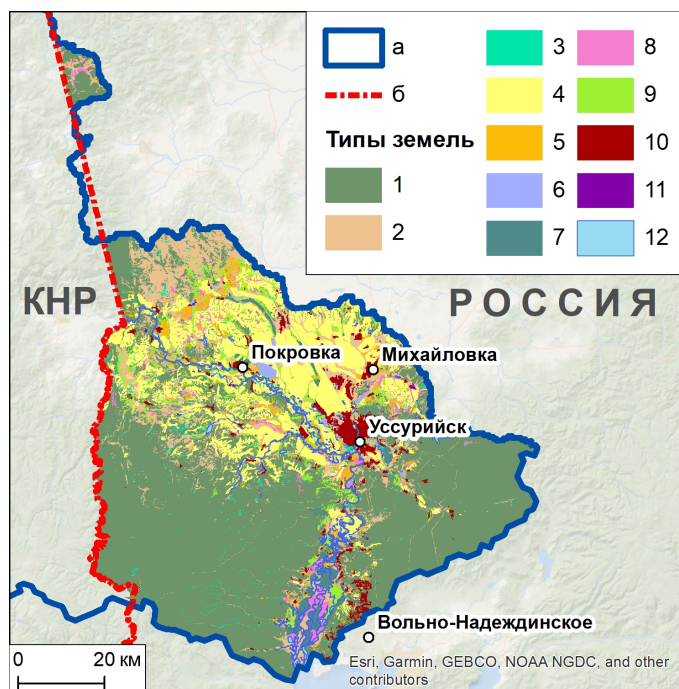 а
б
Типы земель
1
2
3
4
5
6
7
8
9
10
11
12
КНР
РОССИЯ
Покровка
Михайловка
Уссурийск
Вольно-Надеждинское
0 20 км
Esri, Garmin, GEBCO, NOAA NGDC, and other
contributors